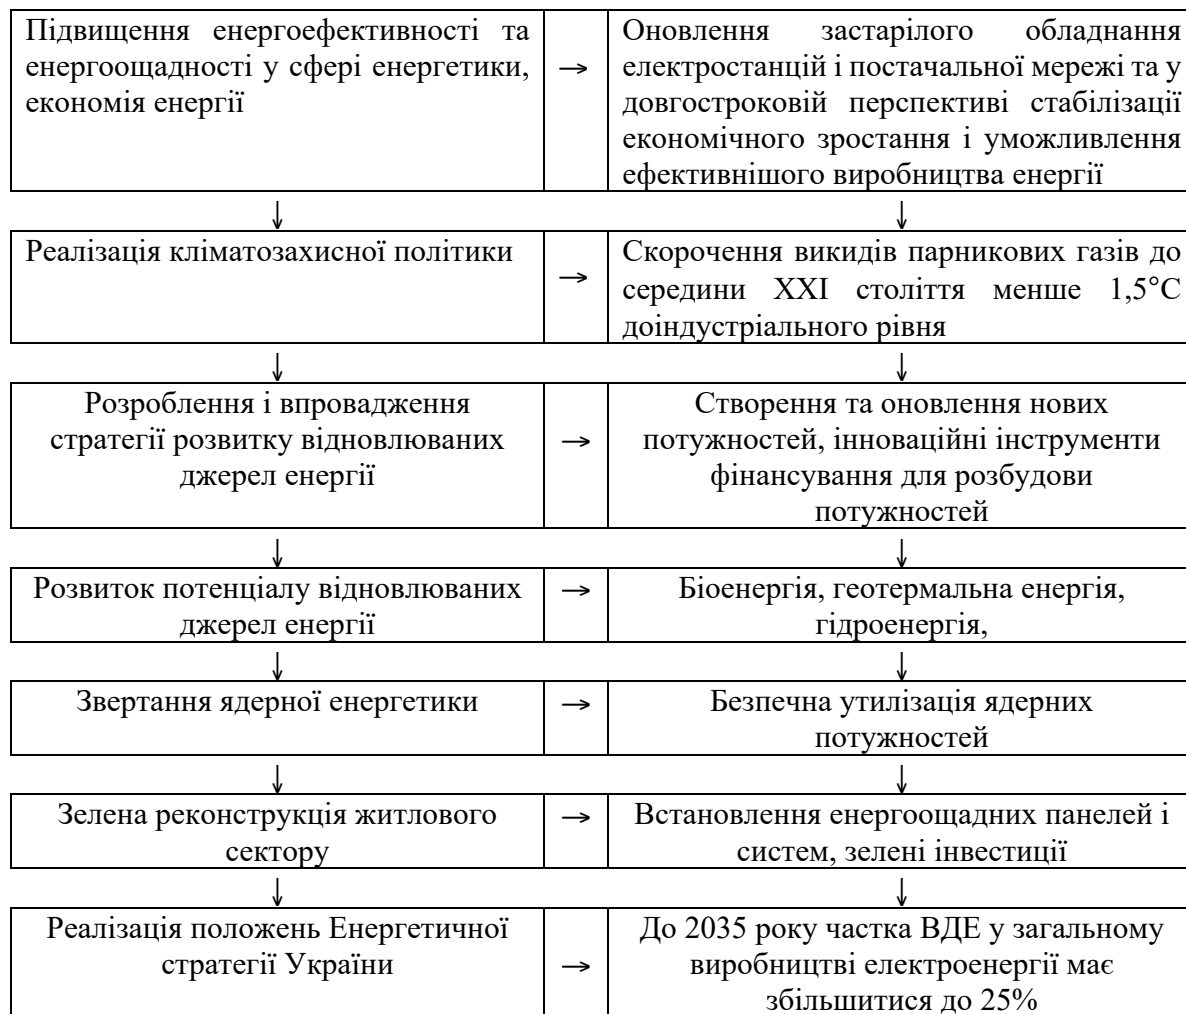 Підвищення енергоефективності та
енергоощадності у сфері енергетики,
економія енергії
→
Оновлення застарілого обладнання
електростанцій і постачальної мережі та у
довгостроковій перспективі стабілізації
економічного зростання і уможливлення
ефективнішого виробництва енергії
↓ ↓
Реалізація кліматозахисної політики
→
Скорочення викидів парникових газів до
середини XXI століття менше 1,5°C
доіндустріального рівня
↓ ↓
Розроблення і впровадження
стратегії розвитку відновлюваних
джерел енергії
→
Створення та оновлення нових
потужностей, інноваційні інструменти
фінансування для розбудови
потужностей
↓ ↓
Розвиток потенціалу відновлюваних
джерел енергії
→
Біоенергія, геотермальна енергія,
гідроенергія,
↓ ↓
Звертання ядерної енергетики
→
Безпечна утилізація ядерних
потужностей
↓ ↓
Зелена реконструкція житлового
сектору
→
Встановлення енергоощадних панелей і
систем, зелені інвестиції
↓ ↓
Реалізація положень Енергетичної
стратегії України
→
До 2035 року частка ВДЕ у загальному
виробництві електроенергії має
збільшитися до 25%